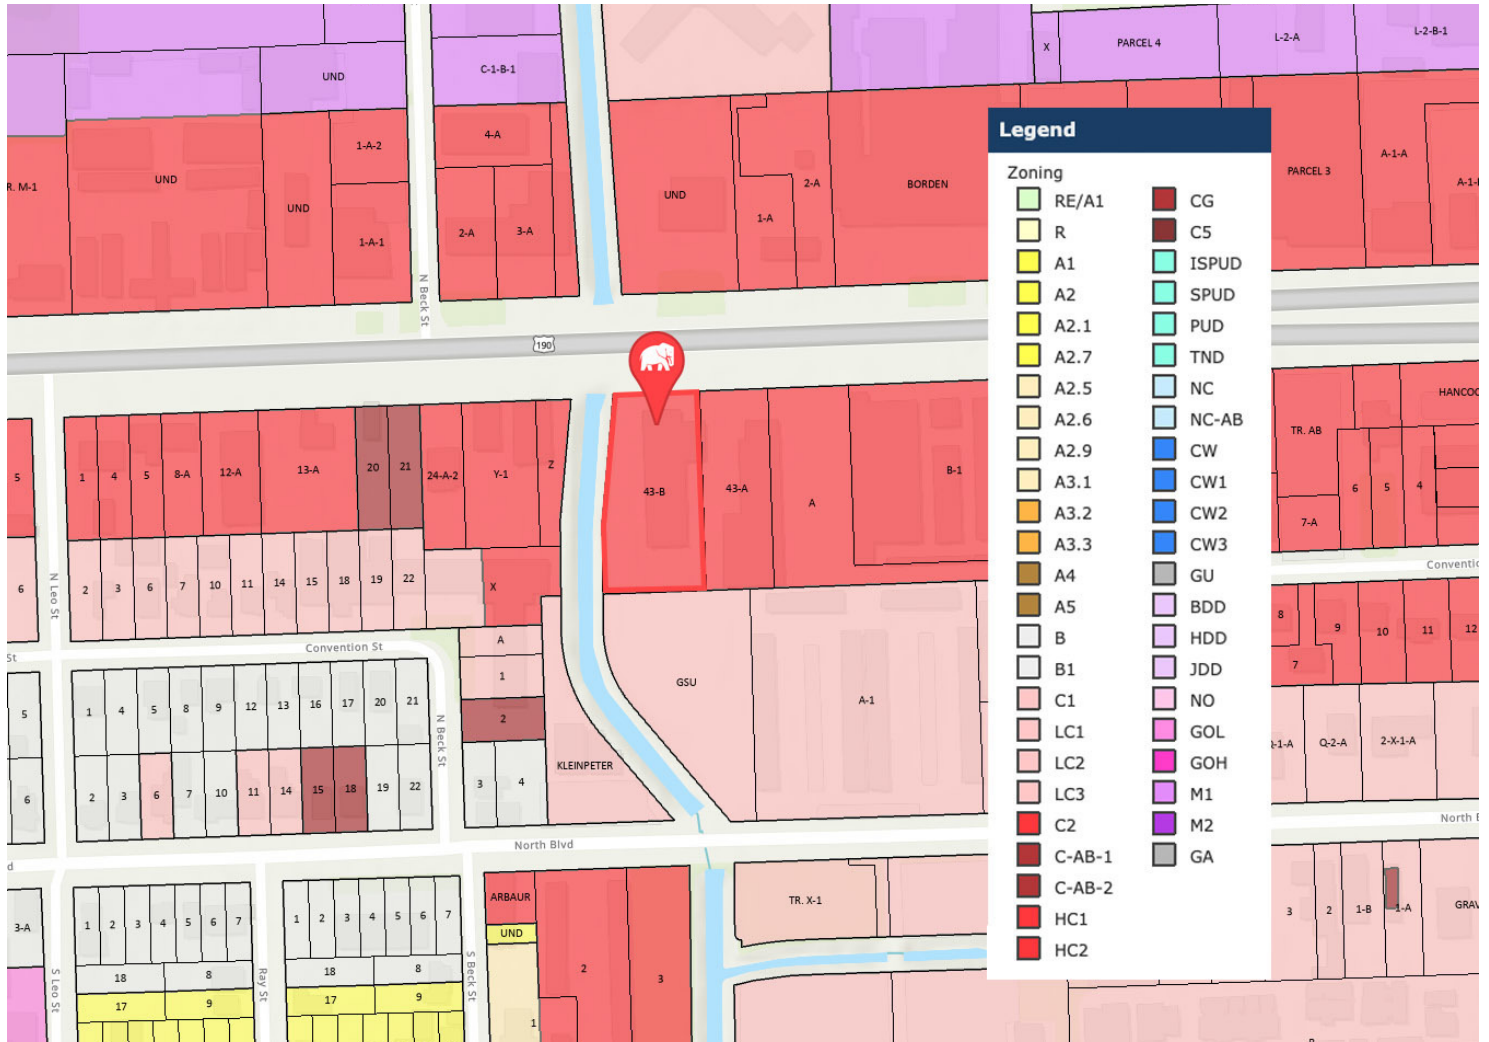 UND
C-1-B-1
X
PARCEL 4
L-2-A
L-2-B-1
R. M-1
UND
UND
1-A-2
1-A-1
4-A
2-A
3-A
UND
1-A
2-A
BORDEN
PARCEL 3
A-1-A
N Beck St
190
Legend
Zoning
RE/A1
R
A1
A2
A2.1
A2.7
A2.5
A2.6
A2.9
A3.1
A3.2
A3.3
A4
A5
B
B1
C1
LC1
LC2
LC3
C2
C-AB-1
C-AB-2
HC1
HC2
CG
C5
ISPUD
SPUD
PUD
TND
NC
NC-AB
CW
CW1
CW2
CW3
GU
BDD
HDD
JDD
NO
GOL
GOH
M1
M2
GA
5
1
4
5
8-A
12-A
13-A
20
21
24-A-2
Y-1
Z
43-B
43-A
A
B-1
TR. AB
HANCOC
6
5
4
7-A
6
N Leo St
2
3
6
7
10
11
14
15
18
19
22
X
Conventio
St
Convention St
A
1
2
GSU
A-1
8
9
10
11
12
7
5
1
4
5
8
9
12
13
16
17
20
21
N Beck St
KLEINPETER
Q-2-A
2-X-1-A
6
2
3
6
7
10
11
14
15
18
19
22
3
4
North Blvd
North B
d
3-A
1
2
3
4
5
6
7
18
8
17
9
Ray St
S Leo St
1
2
3
4
5
6
7
18
8
17
9
S Beck St
ARBAUR
UND
1
2
3
TR. X-1
3
2
1-B
1-A
GRAV